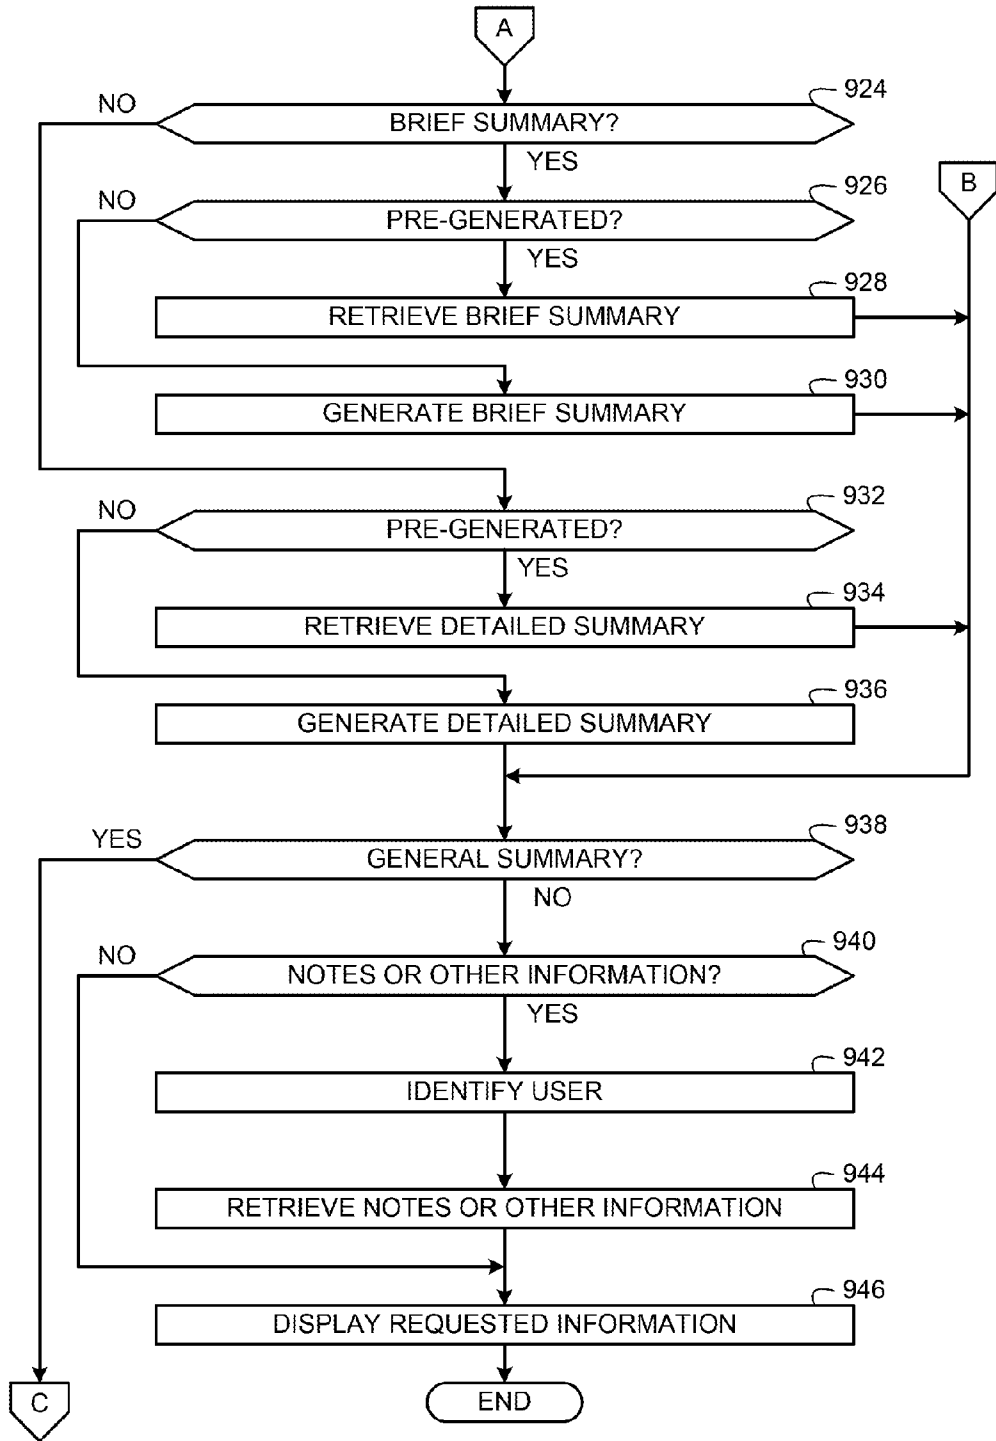 A
924
NO
BRIEF SUMMARY?
YES
B
926
NO
PRE-GENERATED?
YES
928
RETRIEVE BRIEF SUMMARY
930
GENERATE BRIEF SUMMARY
932
NO
PRE-GENERATED?
YES
934
RETRIEVE DETAILED SUMMARY
936
GENERATE DETAILED SUMMARY
938
YES
GENERAL SUMMARY?
NO
940
NO
NOTES OR OTHER INFORMATION?
YES
942
IDENTIFY USER
944
RETRIEVE NOTES OR OTHER INFORMATION
946
DISPLAY REQUESTED INFORMATION
C
END